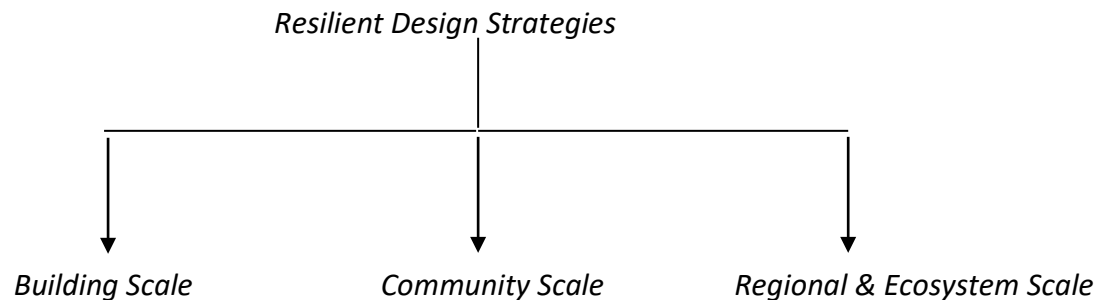 Resilient Design Strategies
Building Scale
Community Scale
Regional & Ecosystem Scale